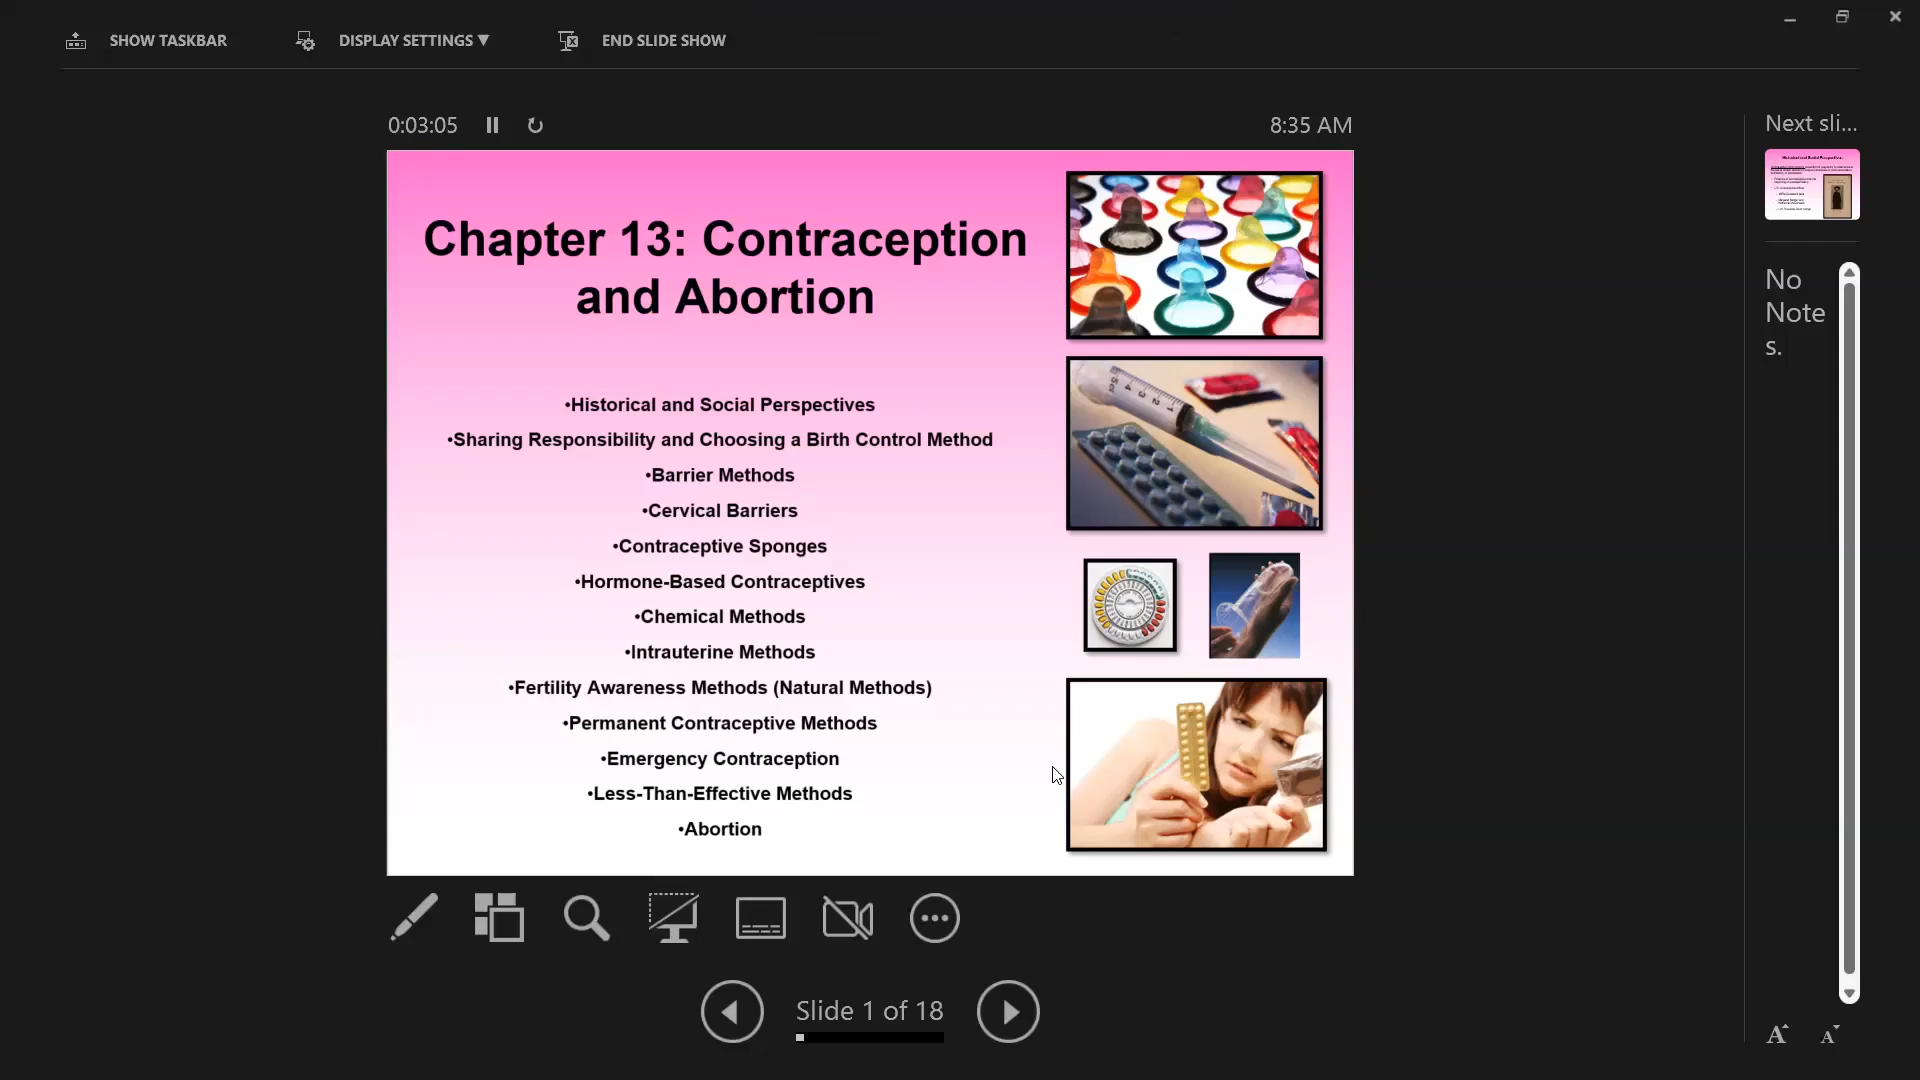 SHOW TASKBAR
DISPLAY SETTINGS ▼
END SLIDE SHOW
0:03:05
8:35 AM
Next sli...
Chapter 13: Contraception
and Abortion
•Historical and Social Perspectives
•Sharing Responsibility and Choosing a Birth Control Method
•Barrier Methods
•Cervical Barriers
•Contraceptive Sponges
•Hormone-Based Contraceptives
•Chemical Methods
•Intrauterine Methods
•Fertility Awareness Methods (Natural Methods)
•Permanent Contraceptive Methods
•Emergency Contraception
•Less-Than-Effective Methods
•Abortion
No
Note
s.
Slide 1 of 18
A A